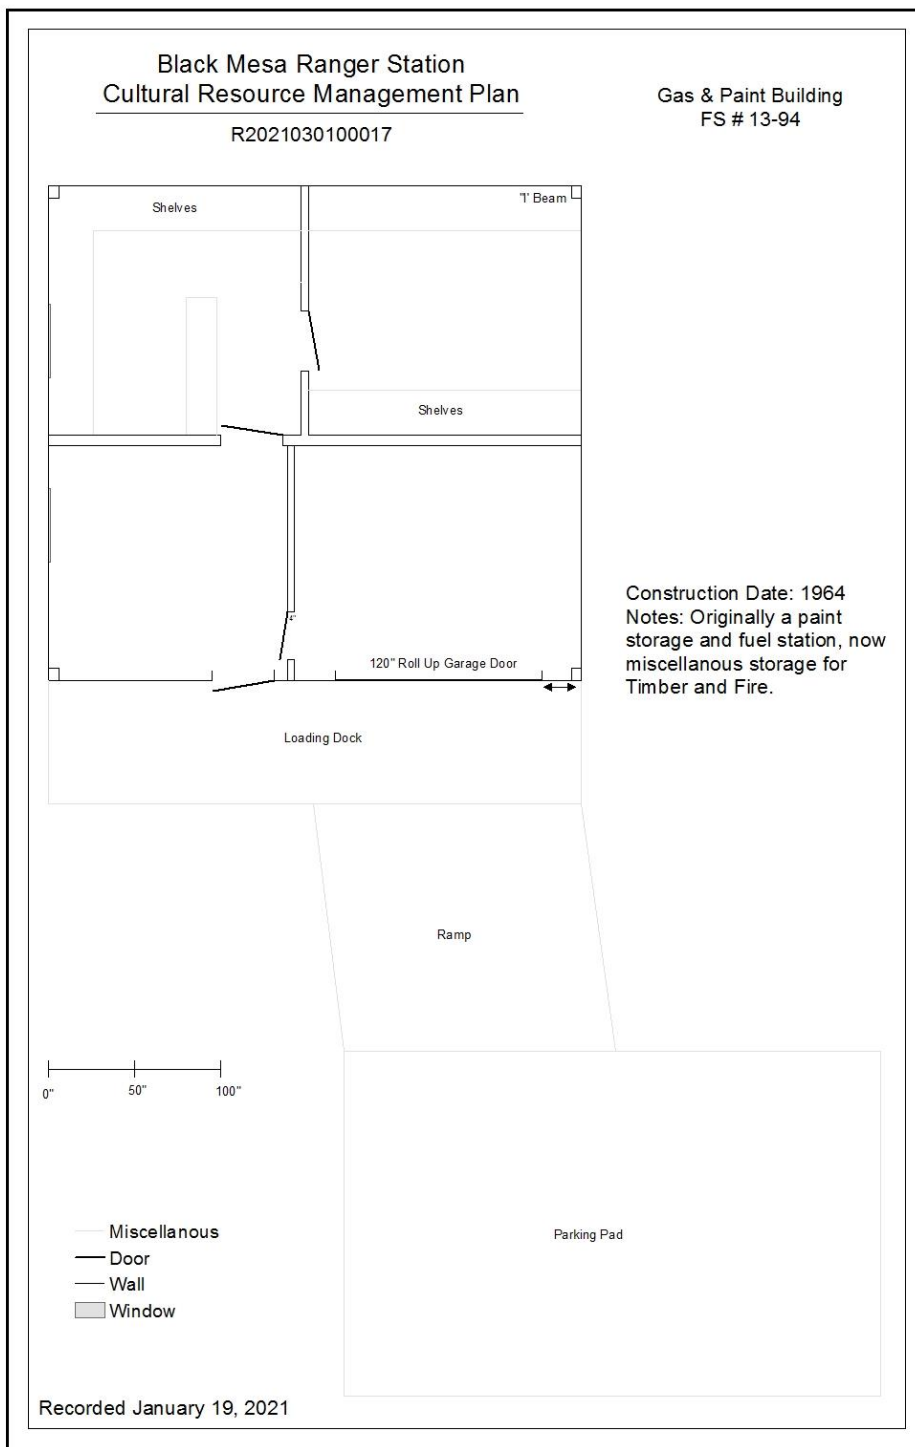 Black Mesa Ranger Station
Cultural Resource Management Plan
R2021030100017
Gas & Paint Building
FS # 13-94
Shelves
"I' Beam
Shelves
4"
120" Roll Up Garage Door
Construction Date: 1964
Notes: Originally a paint
storage and fuel station, now
miscellanous storage for
Timber and Fire.
Loading Dock
Ramp
0"
50"
100"
Parking Pad
Miscellanous
Door
Wall
Window
Recorded January 19, 2021